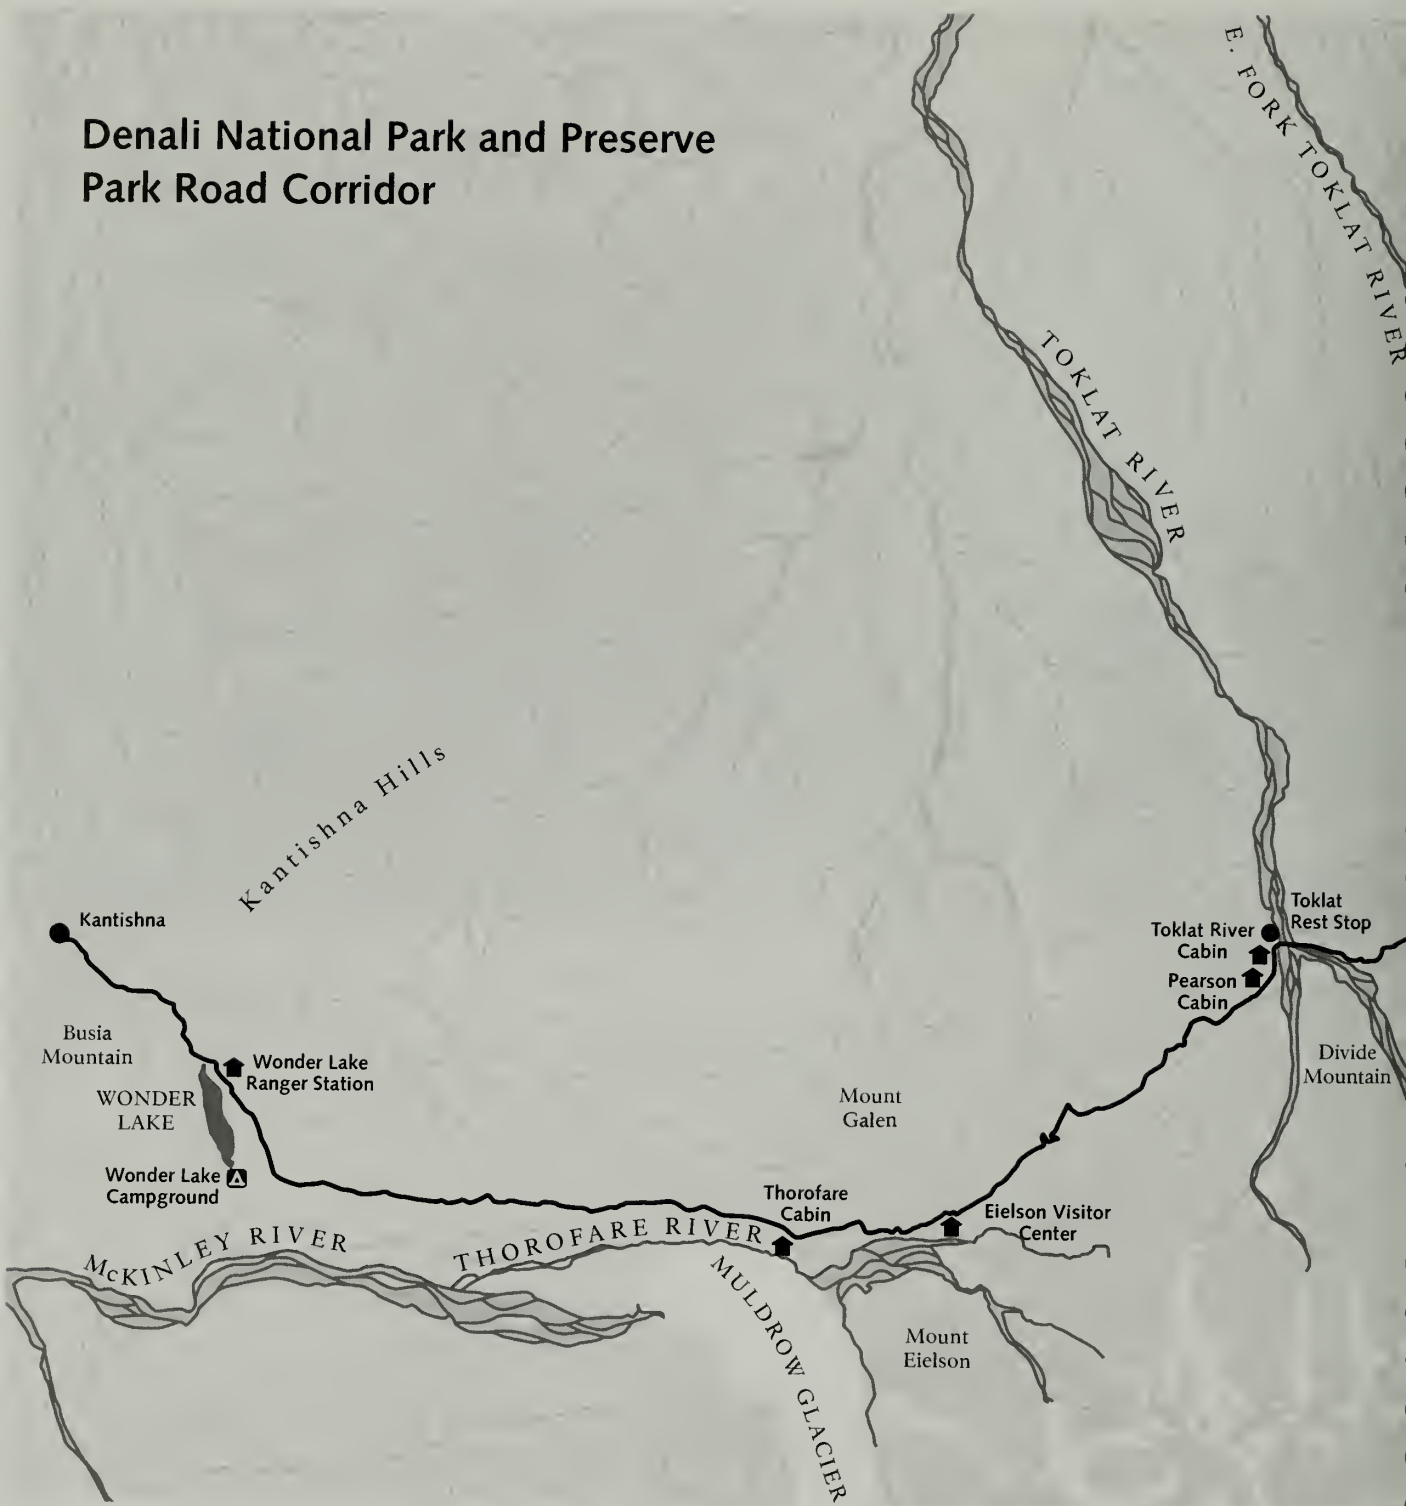 Denali National Park and Preserve
Park Road Corridor
E. FORK TOKLAT RIVER
TOKLAT RIVER
Kantishna Hills
Kantishna
Toklat
Rest Stop
Toklat River
Cabin
Pearson
Cabin
Busia
Mountain
Wonder Lake
Ranger Station
WONDER
LAKE
Divide
Mountain
Mount
Galen
Wonder Lake
Campground
Thorofare
Cabin
Eielson Visitor
Center
McKINLEY RIVER
THOROFARE RIVER
MULDROW GLACIER
Mount
Eielson